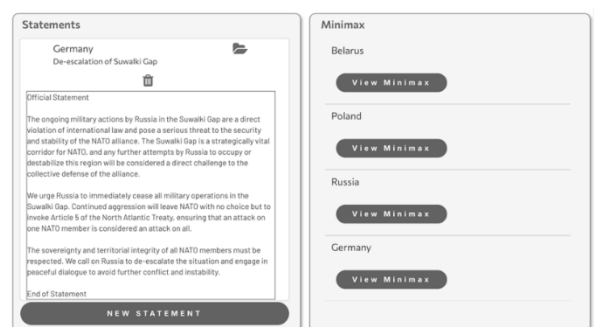 Statements
Germany
De-escalation of Suwalki Gap
Official Statement
The ongoing military actions by Russia in the Suwalki Gap are a direct
violation of international law and pose a serious threat to the security
and stability of the NATO alliance. The Suwalki Gap is a strategically vital
corridor for NATO, and any further attempts by Russia to occupy or
destabilize this region will be considered a direct challenge to the
collective defense of the alliance.
We urge Russia to immediately cease all military operations in the
Suwalki Gap. Continued aggression will leave NATO with no choice but to
invoke Article 5 of the North Atlantic Treaty, ensuring that an attack on
one NATO member is considered an attack on all.
The sovereignty and territorial integrity of all NATO members must be
respected. We call on Russia to de-escalate the situation and engage in
peaceful dialogue to avoid further conflict and instability.
End of Statement
NEW STATEMENT
Minimax
Belarus
View Minimax
Poland
View Minimax
Russia
View Minimax
Germany
View Minimax